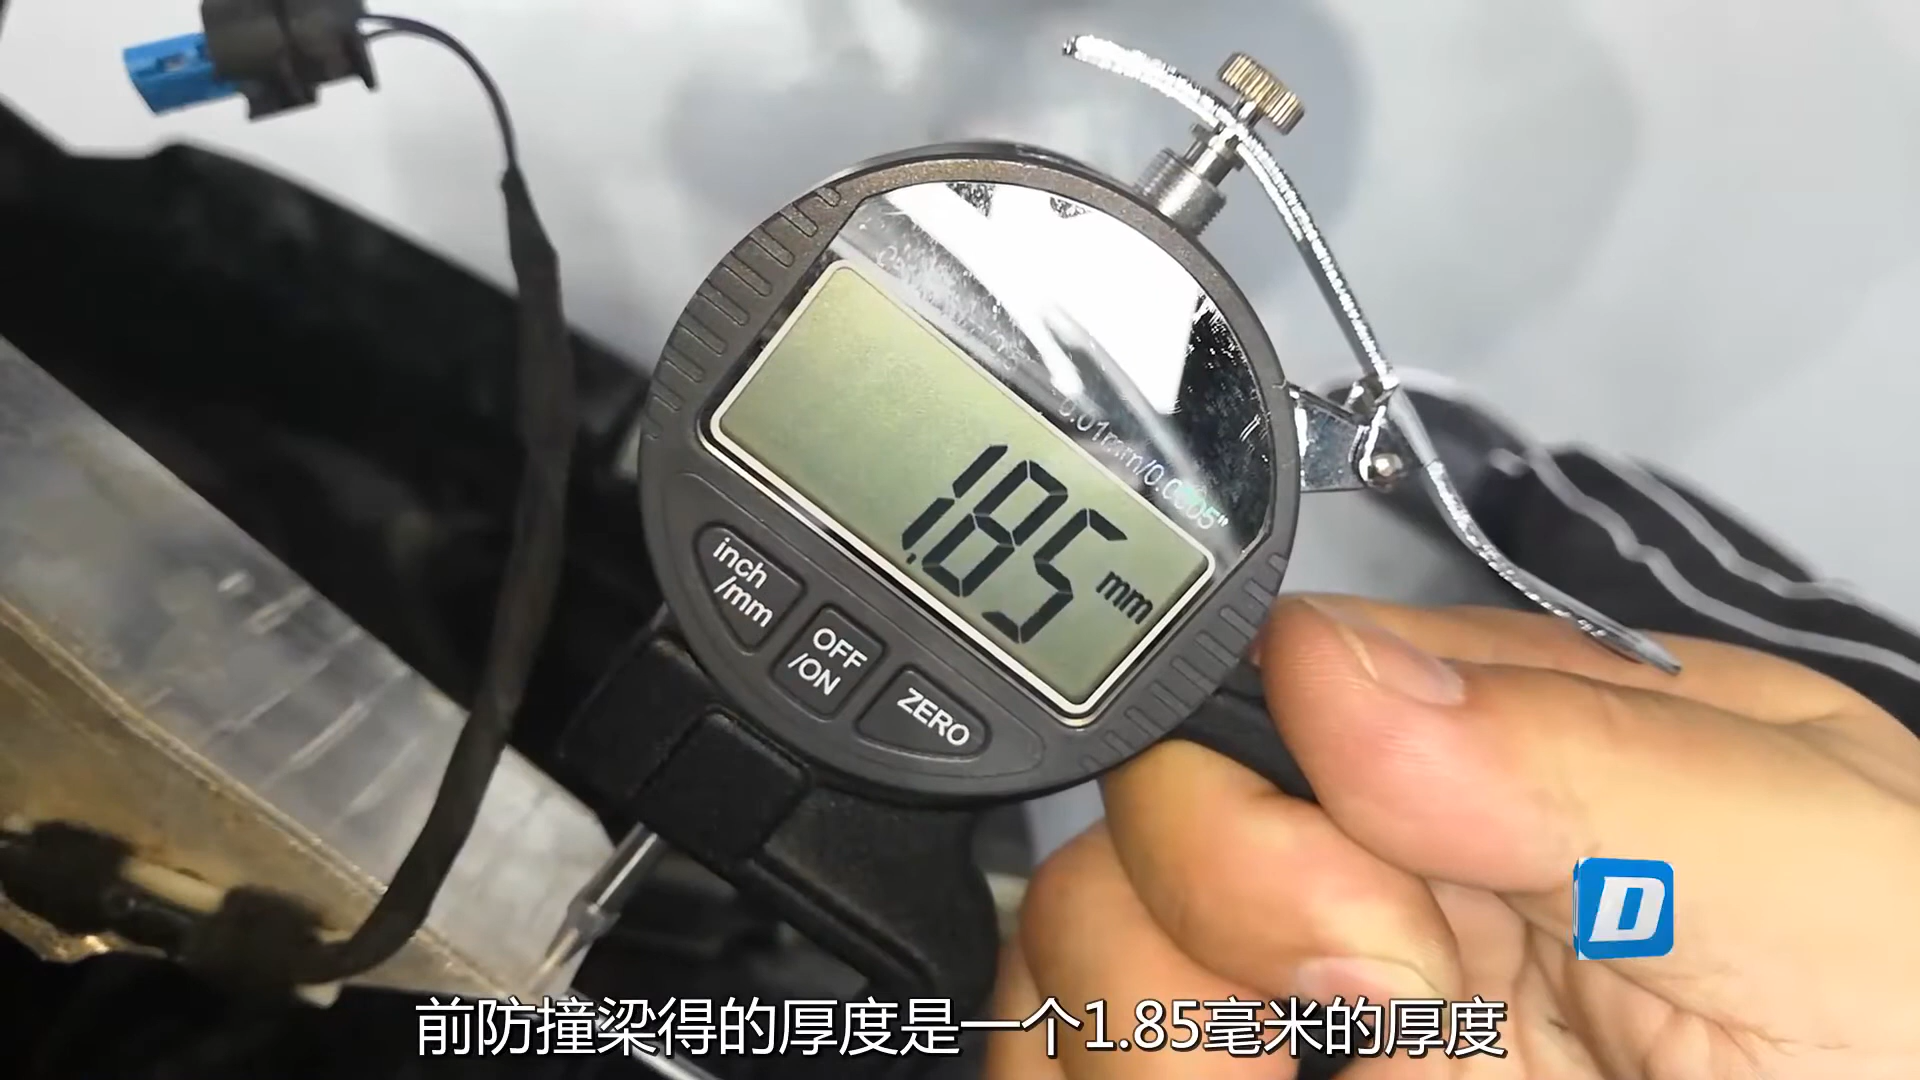 0.01mm/0.0005"
1.85 mm
inch
/mm
OFF
/ON
ZERO
D
前防撞梁得的厚度是一个1.85毫米的厚度